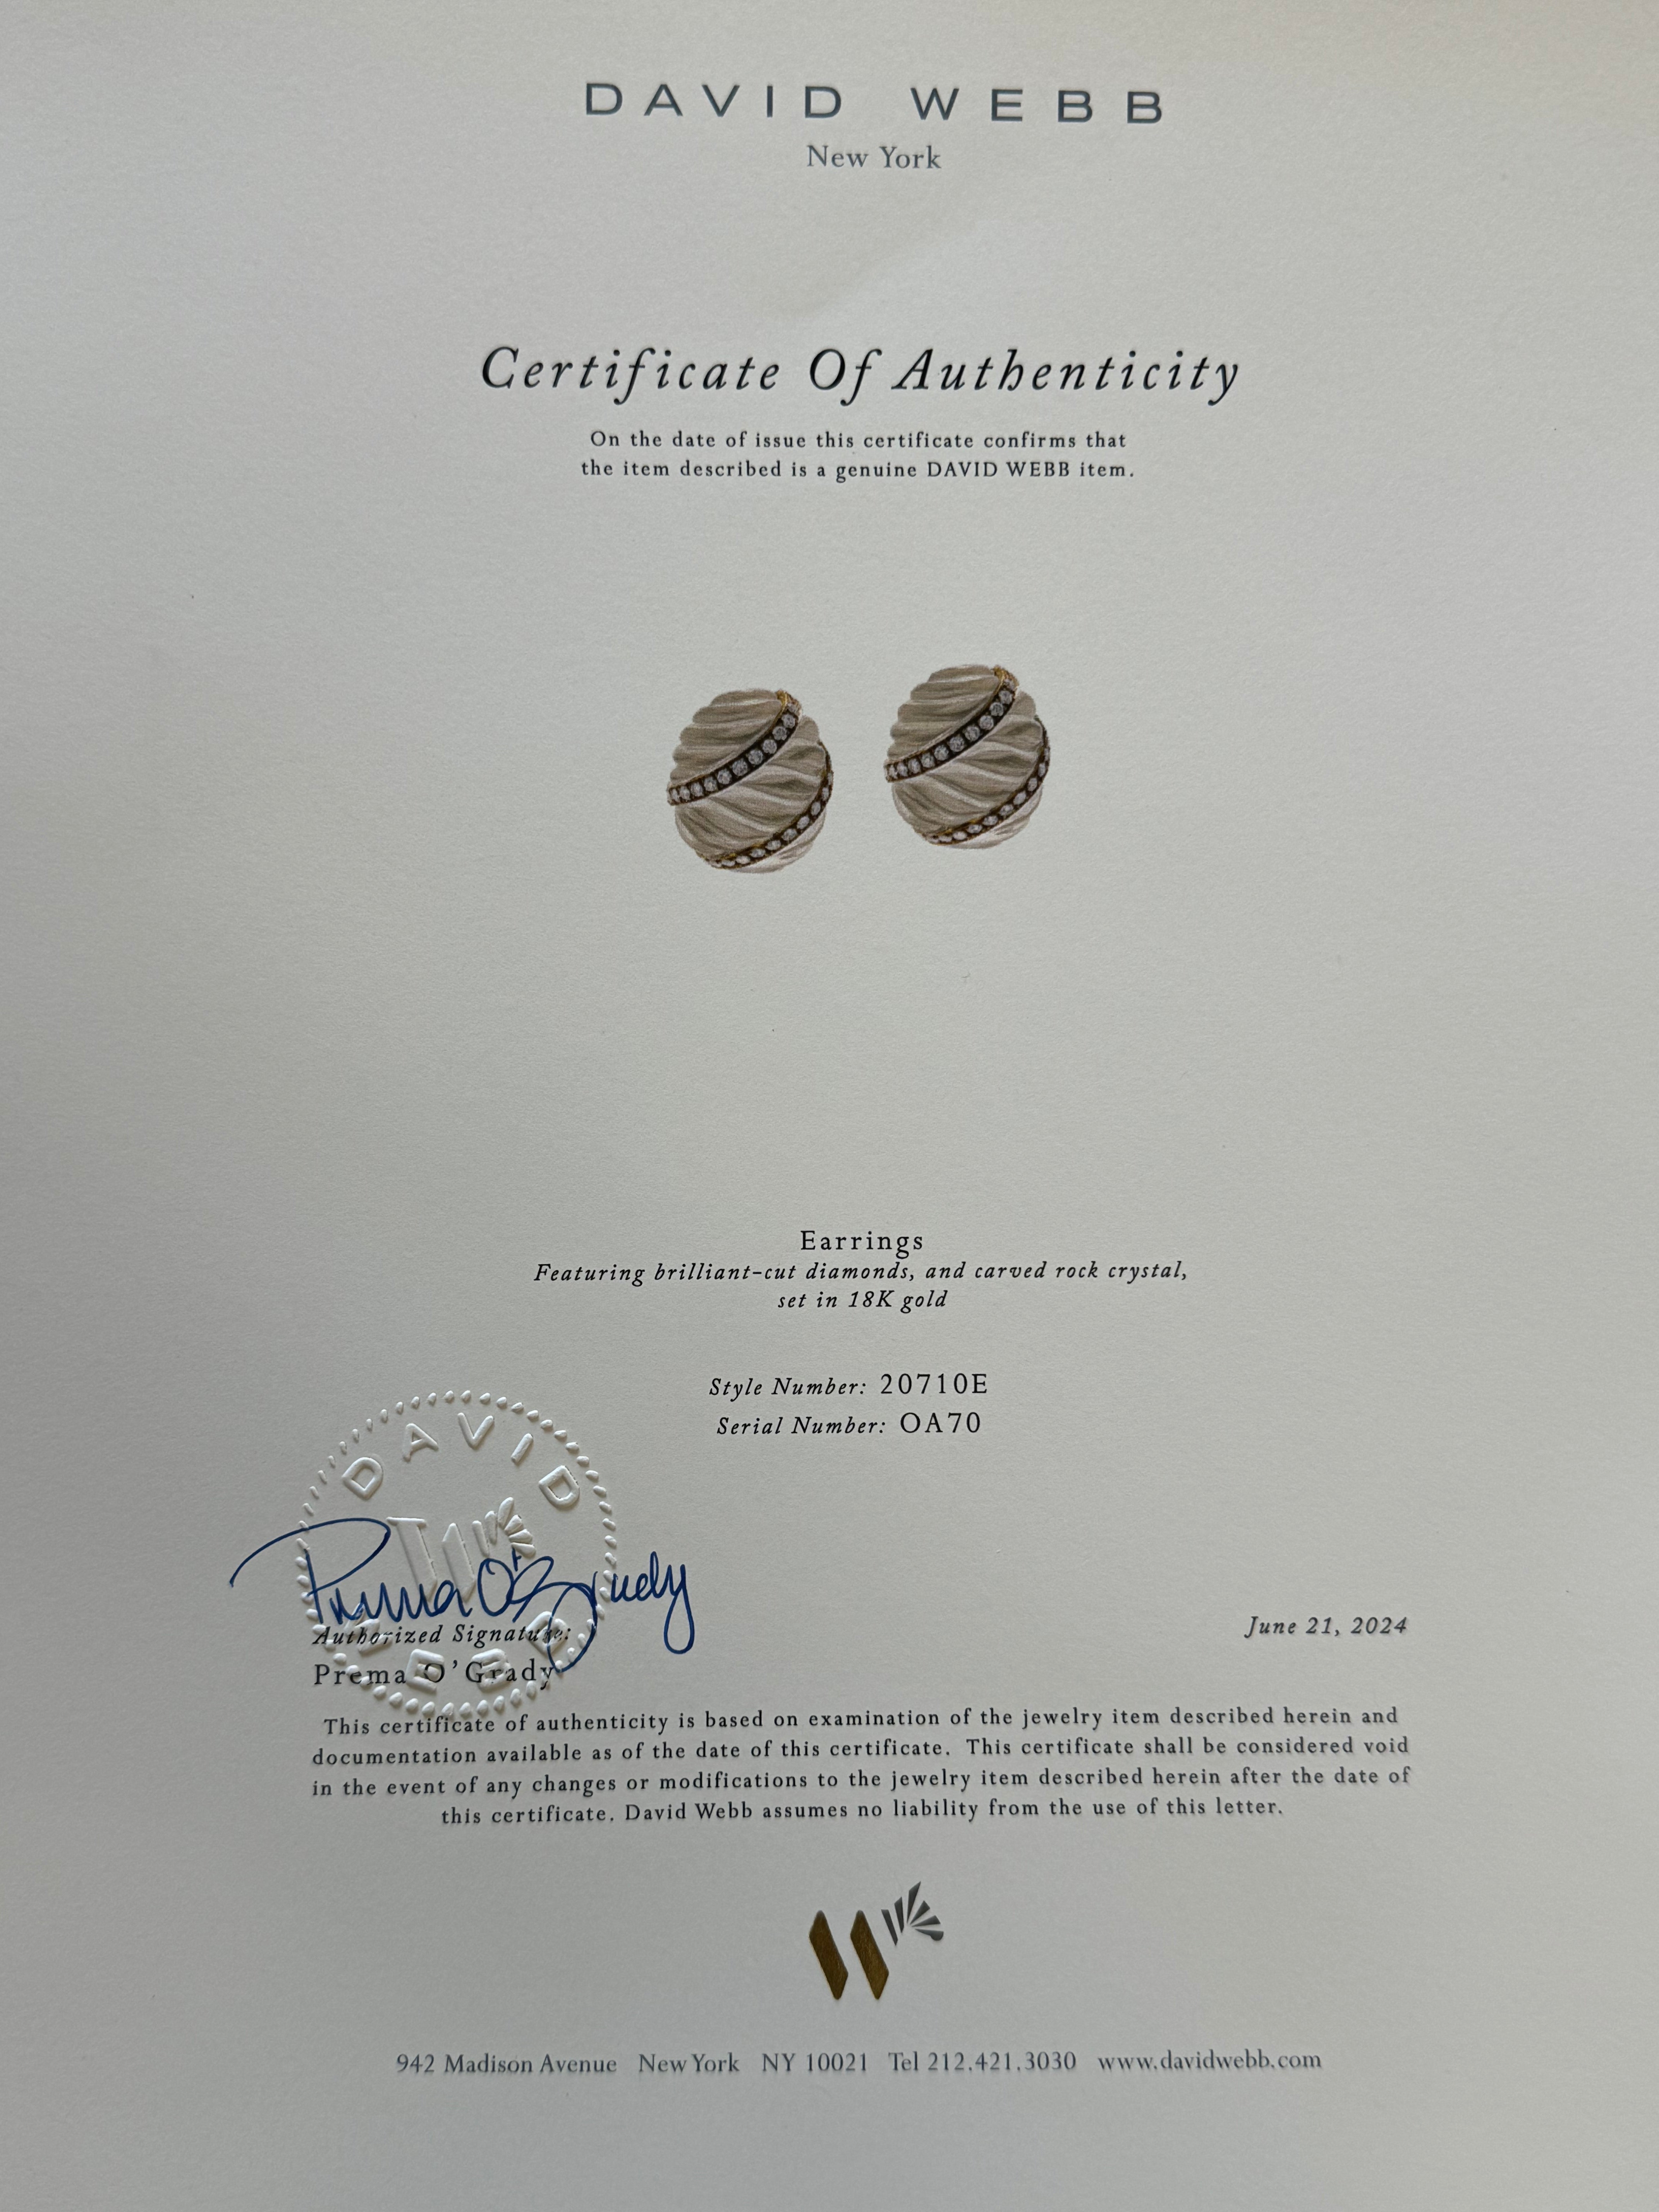 DAVID WEBB
New York
Certificate Of Authenticity
On the date of issue this certificate confirms that
the item described is a genuine DAVID WEBB item.
Earrings
Featuring brilliant-cut diamonds, and carved rock crystal,
set in 18K gold
Style Number: 20710E
Serial Number: OA70
DAVID
WEBB
Prema O'Grady
Authorized Signature:
Prema O'Grady
June 21, 2024
This certificate of authenticity is based on examination of the jewelry item described herein and
documentation available as of the date of this certificate. This certificate shall be considered void
in the event of any changes or modifications to the jewelry item described herein after the date of
this certificate. David Webb assumes no liability from the use of this letter.
942 Madison Avenue New York NY 10021 Tel 212.421.3030 www.davidwebb.com